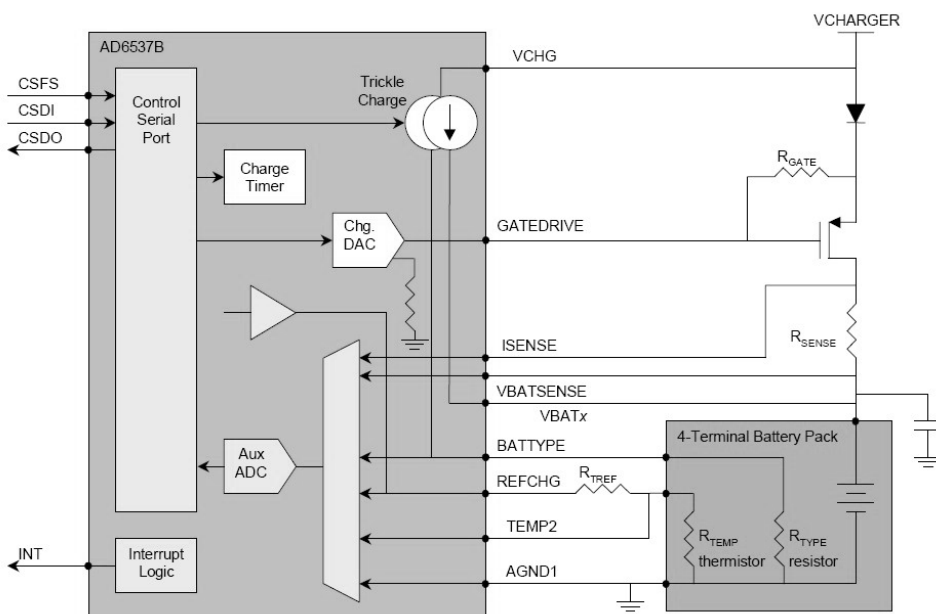 VCHARGER
AD6537B
VCHG
CSFS
CSDI
CSDO
Control
Serial
Port
Trickle
Charge
Charge
Timer
RGATE
Chg.
DAC
GATEDRIVE
ISENSE
RSENSE
VBATSENSE
VBATx
4-Terminal Battery Pack
BATTYPE
Aux
ADC
REFCHG
RTREF
TEMP2
RTEMP
thermistor
RTYPE
resistor
INT
Interrupt
Logic
AGND1